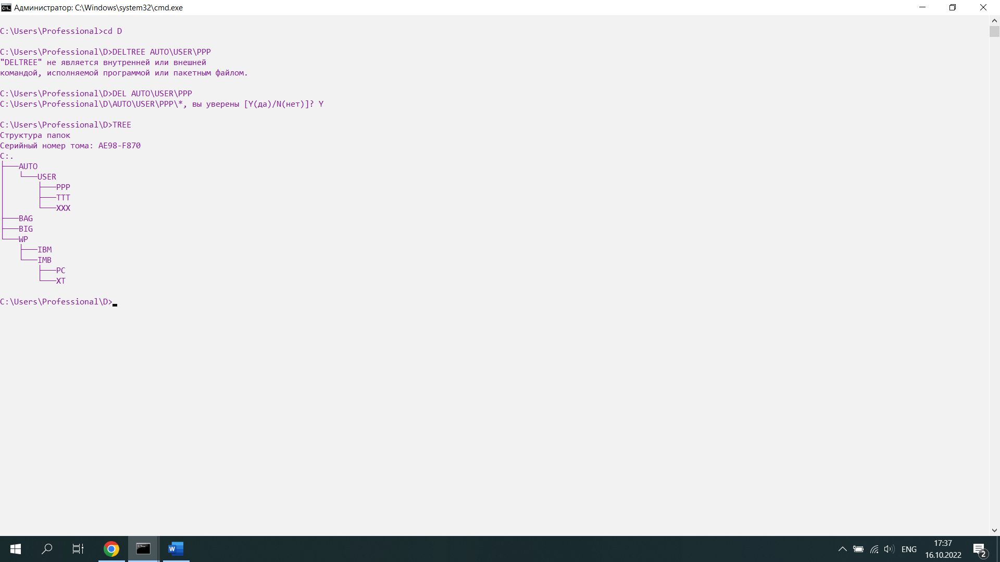 Администратор: C:\Windows\system32\cmd.exe
C:\Users\Professional>cd D
C:\Users\Professional\D>DELTREE AUTO\USER\PPP
"DELTREE" не является внутренней или внешней
командой, исполняемой программой или пакетным файлом.
C:\Users\Professional\D>DEL AUTO\USER\PPP
C:\Users\Professional\D\AUTO\USER\PPP\*, вы уверены [Y(да)/N(нет)]? Y
C:\Users\Professional\D>TREE
Структура папок
Серийный номер тома: AE98-F870
C:.
├───AUTO
│   └───USER
│       ├───PPP
│       ├───TTT
│       └───XXX
├───BAG
├───BIG
└───WP
    ├───IBM
    └───IMB
        ├───PC
        └───XT
C:\Users\Professional\D>
ENG
17:37
16.10.2022
2